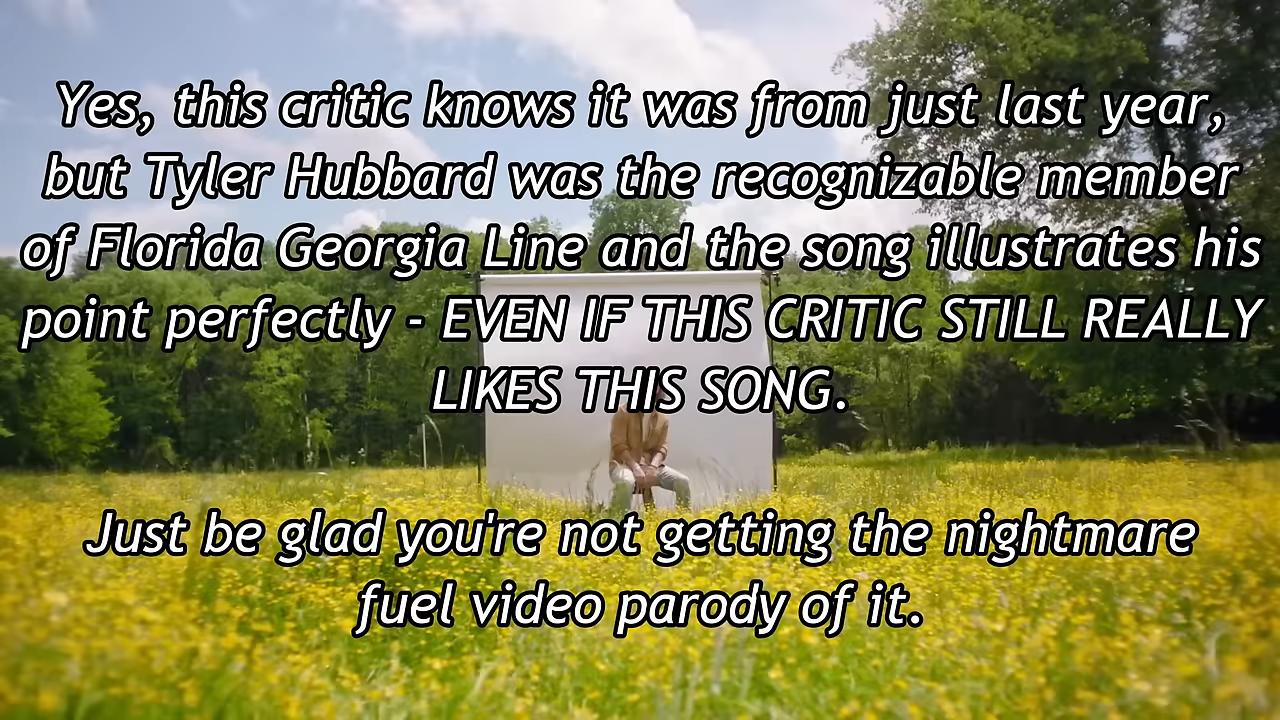 Yes, this critic knows it was from just last year,
but Tyler Hubbard was the recognizable member
of Florida Georgia Line and the song illustrates his
point perfectly - EVEN IF THIS CRITIC STILL REALLY
LIKES THIS SONG.
Just be glad you're not getting the nightmare
fuel video parody of it.